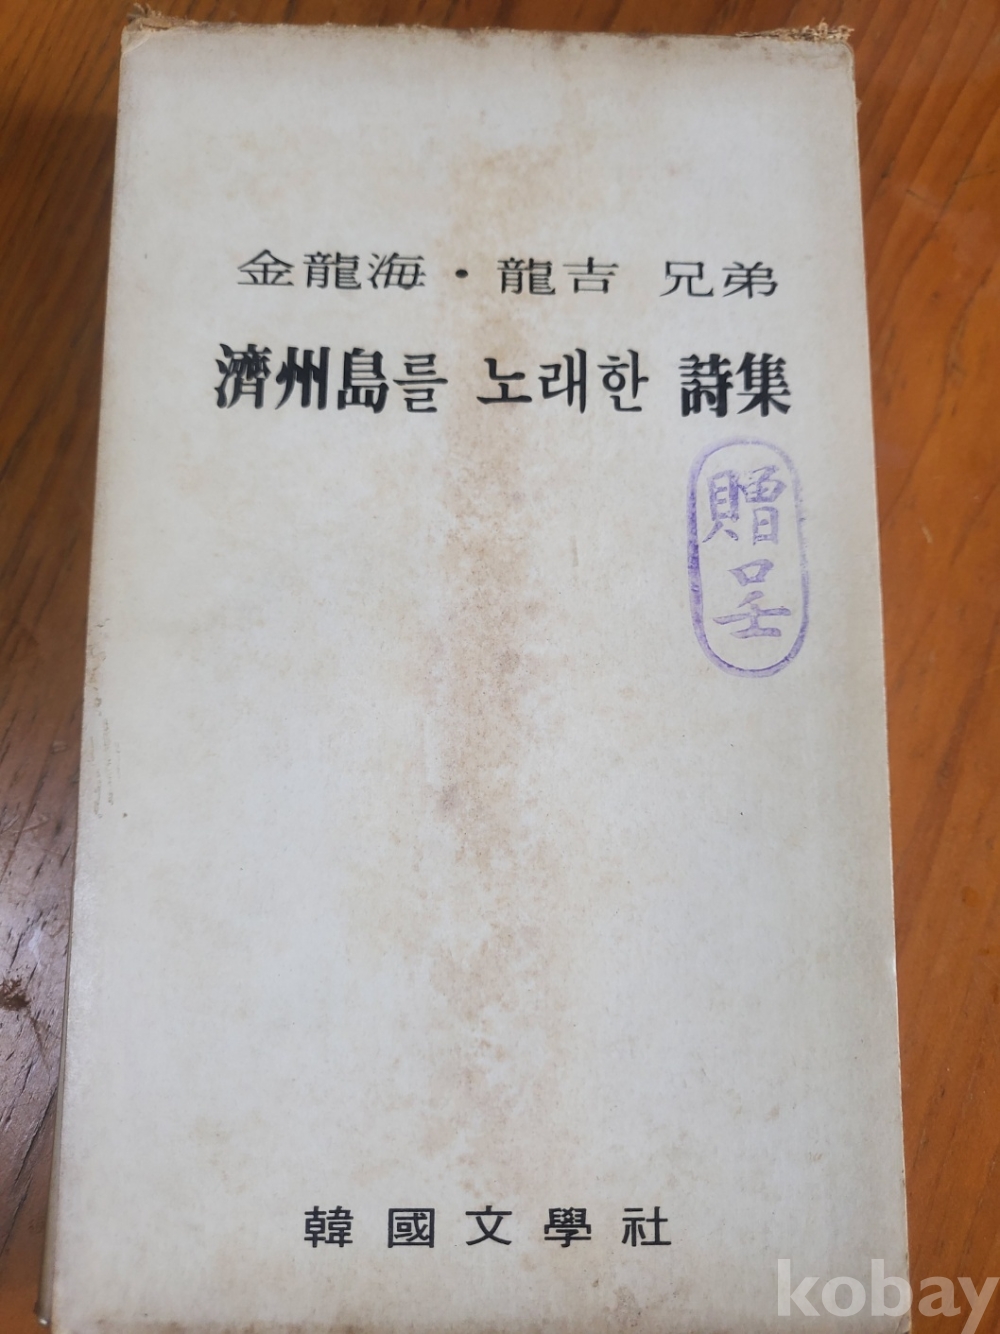 金龍海・龍吉 兄弟
濟州島를 노래한 詩集
贈
呈
韓國文學社
kobay